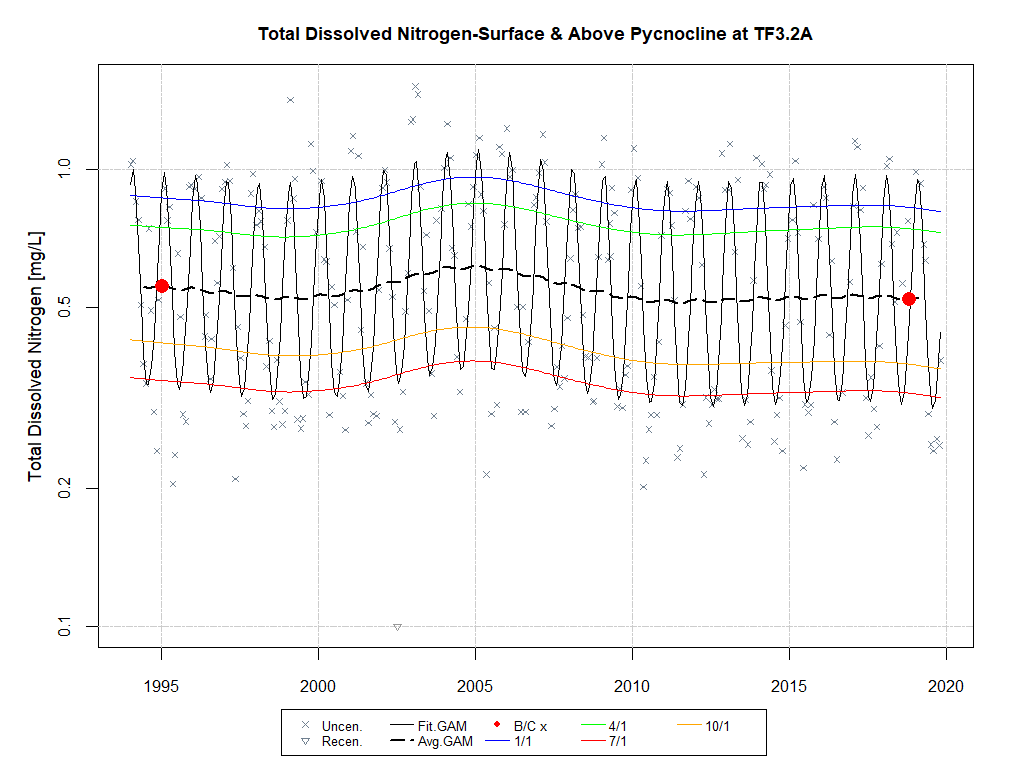 Total Dissolved Nitrogen-Surface & Above Pycnocline at TF3.2A
Total Dissolved Nitrogen [mg/L]
1.0
0.5
0.2
0.1
1995 2000 2005 2010 2015 2020
Uncen. Fit.GAM B/C x 4/1 10/1
Recen. Avg.GAM 1/1 7/1